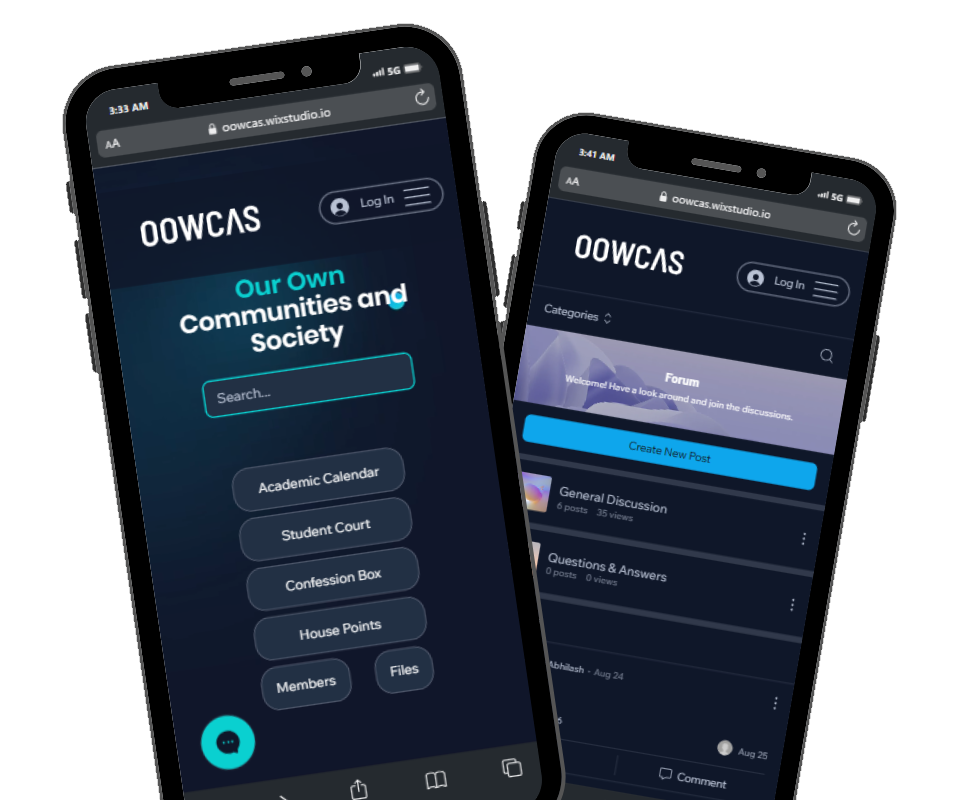 3:33 AM
5G
AA
oowcas.wixstudio.io
OOWCAS
Log In
Our Own
Communities and
Society
Search...
Academic Calendar
Student Court
Confession Box
House Points
Members
Files
3:41 AM
5G
AA
oowcas.wixstudio.io
OOWCAS
Log In
Categories
Forum
Welcome! Have a look around and join the discussions.
Create New Post
General Discussion
6 posts 35 views
Questions & Answers
0 posts 0 views
Abhilash - Aug 24
Aug 25
Comment